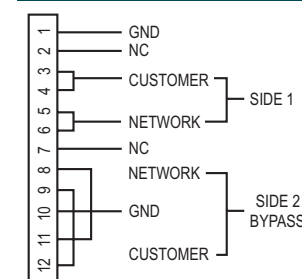 1 GND
2 NC
3 CUSTOMER
4
SIDE 1
5
6 NETWORK
7 NC
8 NETWORK
9
SIDE 2
BYPASS
10 GND
11
12 CUSTOMER